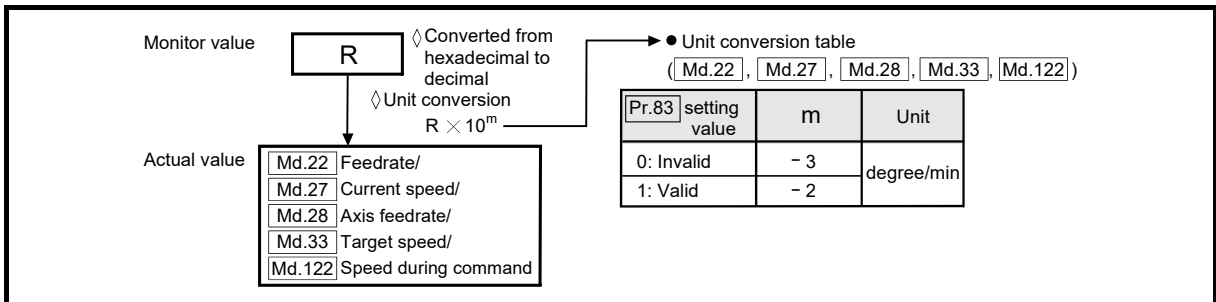 Monitor value
R
◊Converted from
hexadecimal to
decimal
◊Unit conversion
R × 10^m
● Unit conversion table
( Md.22 , Md.27 , Md.28 , Md.33 , Md.122 )
Pr.83 setting value	m	Unit
0: Invalid	− 3	degree/min
1: Valid	− 2
Actual value
Md.22 Feedrate/
Md.27 Current speed/
Md.28 Axis feedrate/
Md.33 Target speed/
Md.122 Speed during command